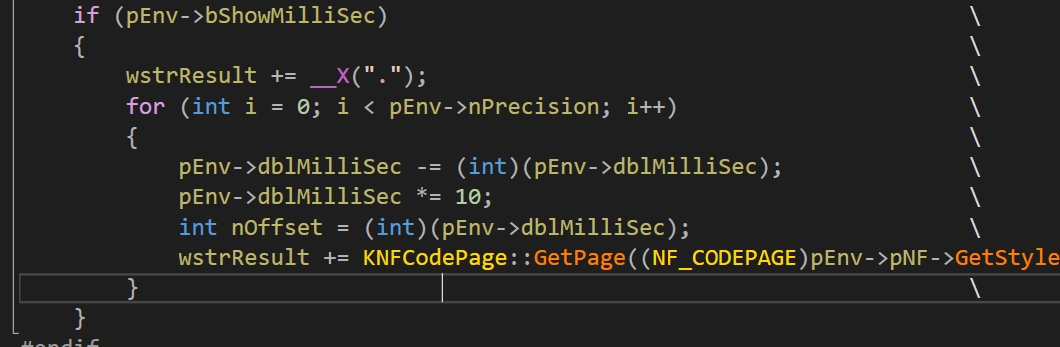 if (pEnv->bShowMilliSec) \
{ \
wstrResult += __X("."); \
for (int i = 0; i < pEnv->nPrecision; i++) \
{ \
pEnv->dblMilliSec -= (int)(pEnv->dblMilliSec); \
pEnv->dblMilliSec *= 10; \
int nOffset = (int)(pEnv->dblMilliSec); \
wstrResult += KNFCodePage::GetPage((NF_CODEPAGE)pEnv->pNF->GetStyle
} \
}
#endif